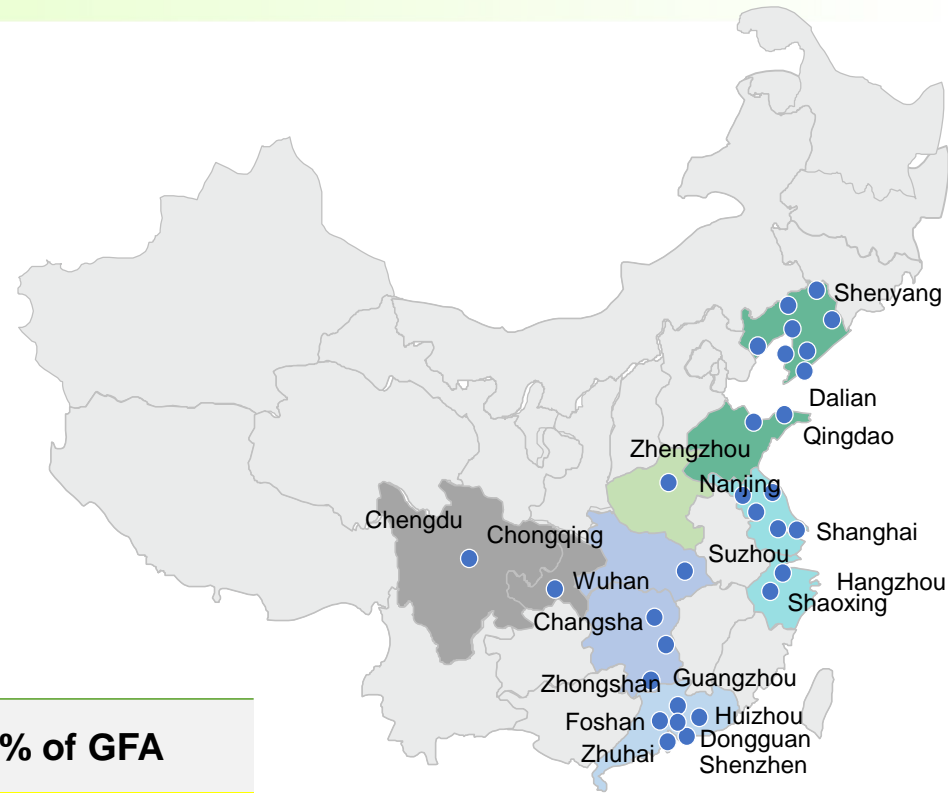 Shenyang
Dalian
Qingdao
Zhengzhou
Nanjing
Chengdu
Chongqing
Shanghai
Suzhou
Wuhan
Hangzhou
Shaoxing
Changsha
Zhongshan
Guangzhou
Foshan
Huizhou
Zhuhai
Dongguan
Shenzhen
% of GFA